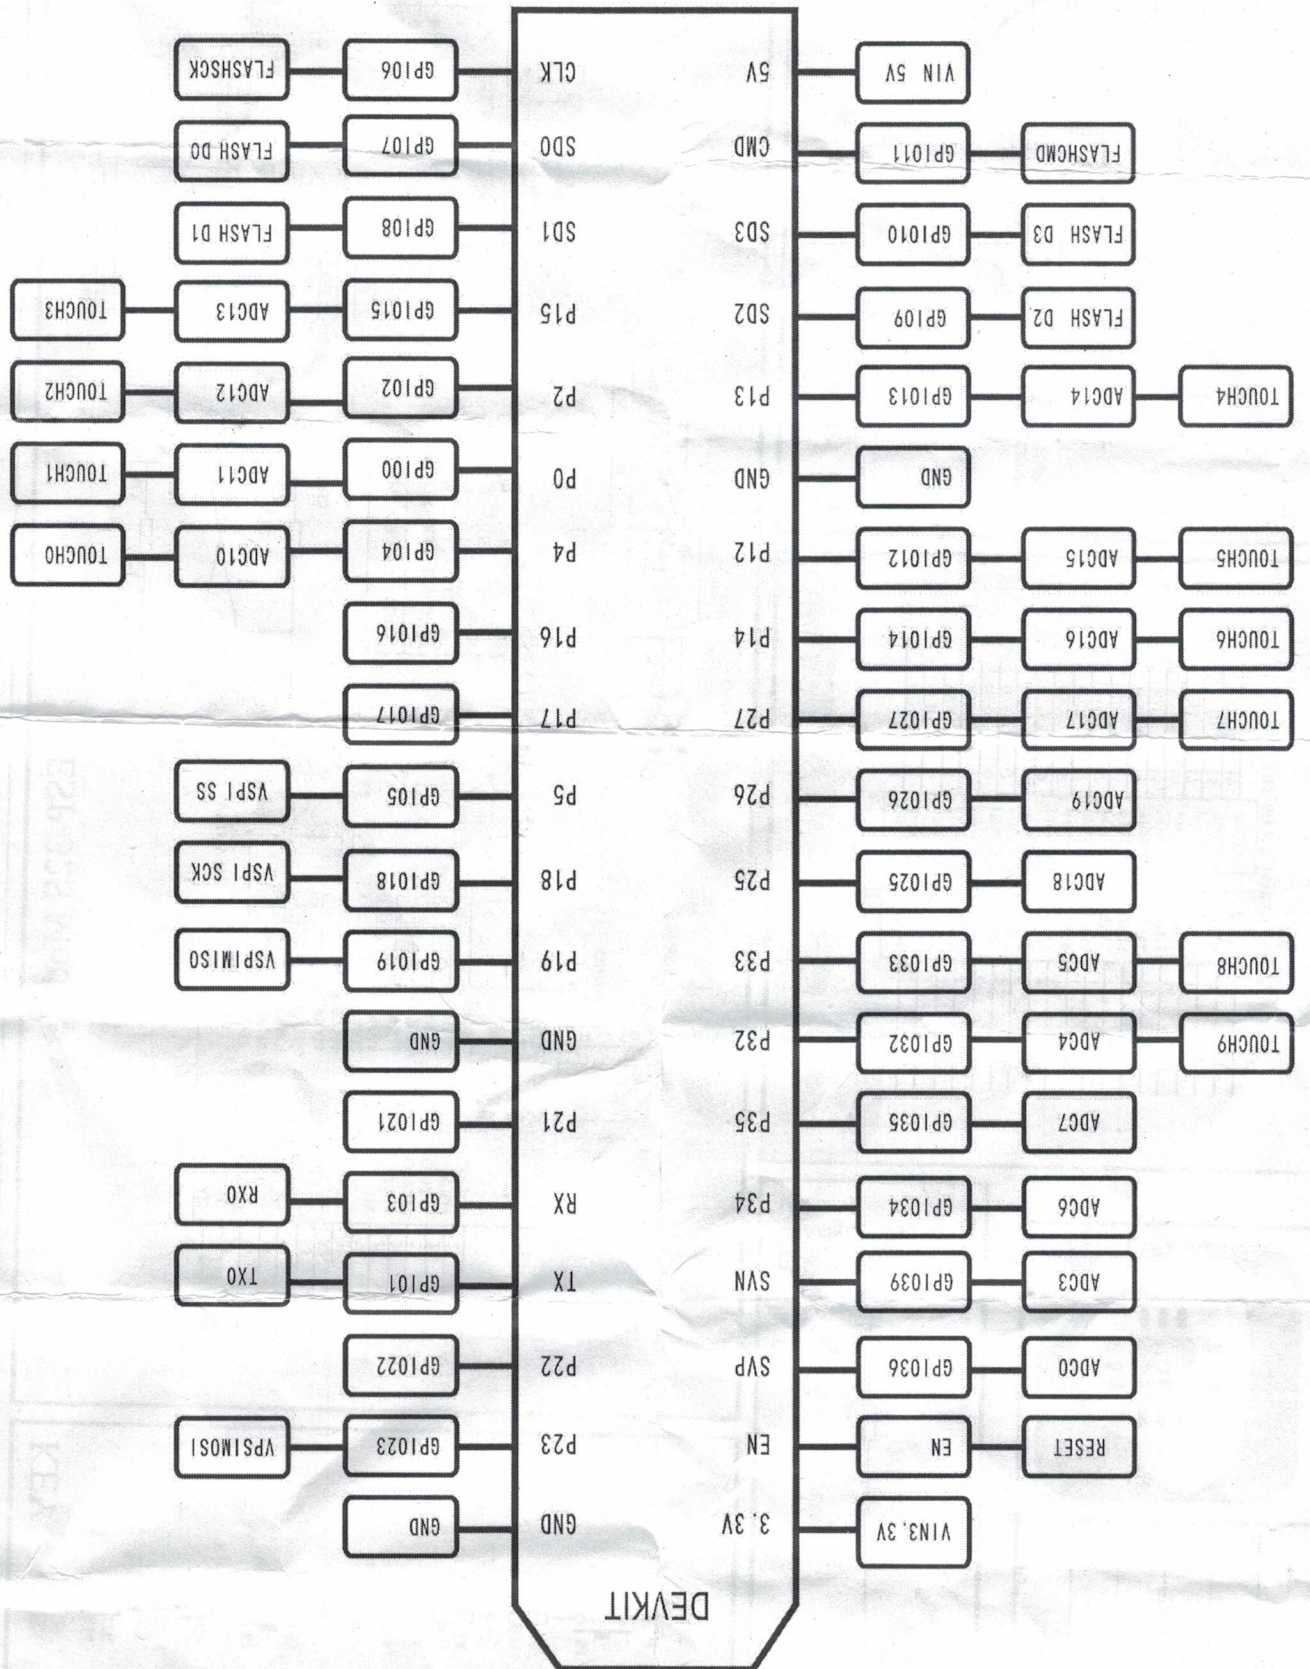 DEVKIT
VIN3.3V 3.3V GND GND
RESET EN EN P23 GPIO23 VPSIMOSI
ADC0 GPIO36 SVP P22 GPIO22
ADC3 GPIO39 SVN TX GPIO1 TX0
ADC6 GPIO34 P34 RX GPIO3 RX0
ADC7 GPIO35 P35 P21 GPIO21
TOUCH9 ADC4 GPIO32 P32 GND GND
TOUCH8 ADC5 GPIO33 P33 P19 GPIO19 VSPIMISO
ADC18 GPIO25 P25 P18 GPIO18 VSPI SCK
ADC19 GPIO26 P26 P5 GPIO5 VSPI SS
TOUCH7 ADC17 GPIO27 P27 P17 GPIO17
TOUCH6 ADC16 GPIO14 P14 P16 GPIO16
TOUCH5 ADC15 GPIO12 P12 P4 GPIO4 ADC10 TOUCH0
GND GND P0 GPIO0 ADC11 TOUCH1
TOUCH4 ADC14 GPIO13 P13 P2 GPIO2 ADC12 TOUCH2
FLASH D2 GPIO9 SD2 P15 GPIO15 ADC13 TOUCH3
FLASH D3 GPIO10 SD3 SD1 GPIO8 FLASH D1
FLASHCMD GPIO11 CMD SD0 GPIO7 FLASH D0
VIN 5V 5V CLK GPIO6 FLASHSCK